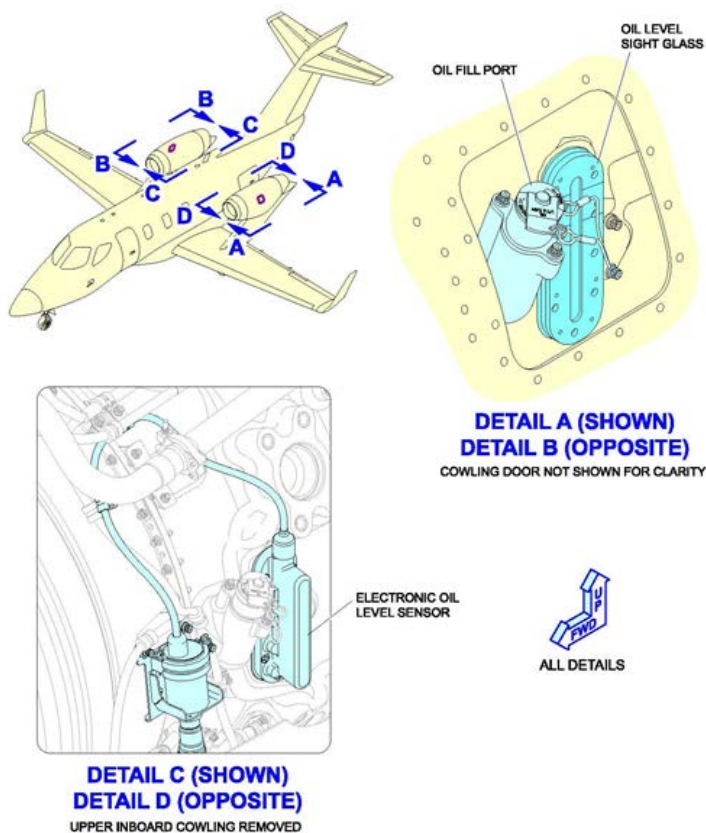 B
C
B
D
C
A
D
A
OIL LEVEL
SIGHT GLASS
OIL FILL PORT
DETAIL A (SHOWN)
DETAIL B (OPPOSITE)
COWLING DOOR NOT SHOWN FOR CLARITY
ELECTRONIC OIL
LEVEL SENSOR
UP
FWD
ALL DETAILS
DETAIL C (SHOWN)
DETAIL D (OPPOSITE)
UPPER INBOARD COWLING REMOVED